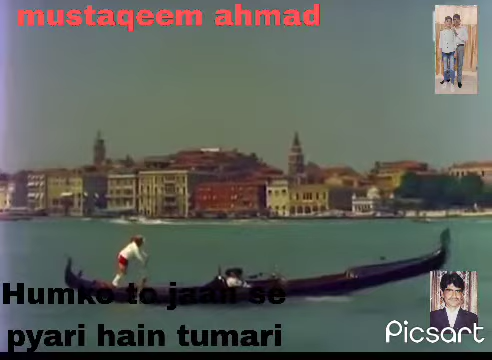 mustaqeem ahmad
Humko to jaan se
pyari hain tumari
Picsart